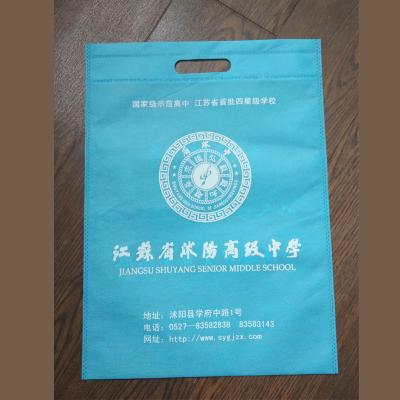 国家级示范高中 江苏省首批四星级学校
江苏省沭阳高级中学
JIANGSU SHUYANG SENIOR MIDDLE SCHOOL
地址：沭阳县学府中路1号
电话：0527-83582838 83583143
网址：http://www.sygjzx.com